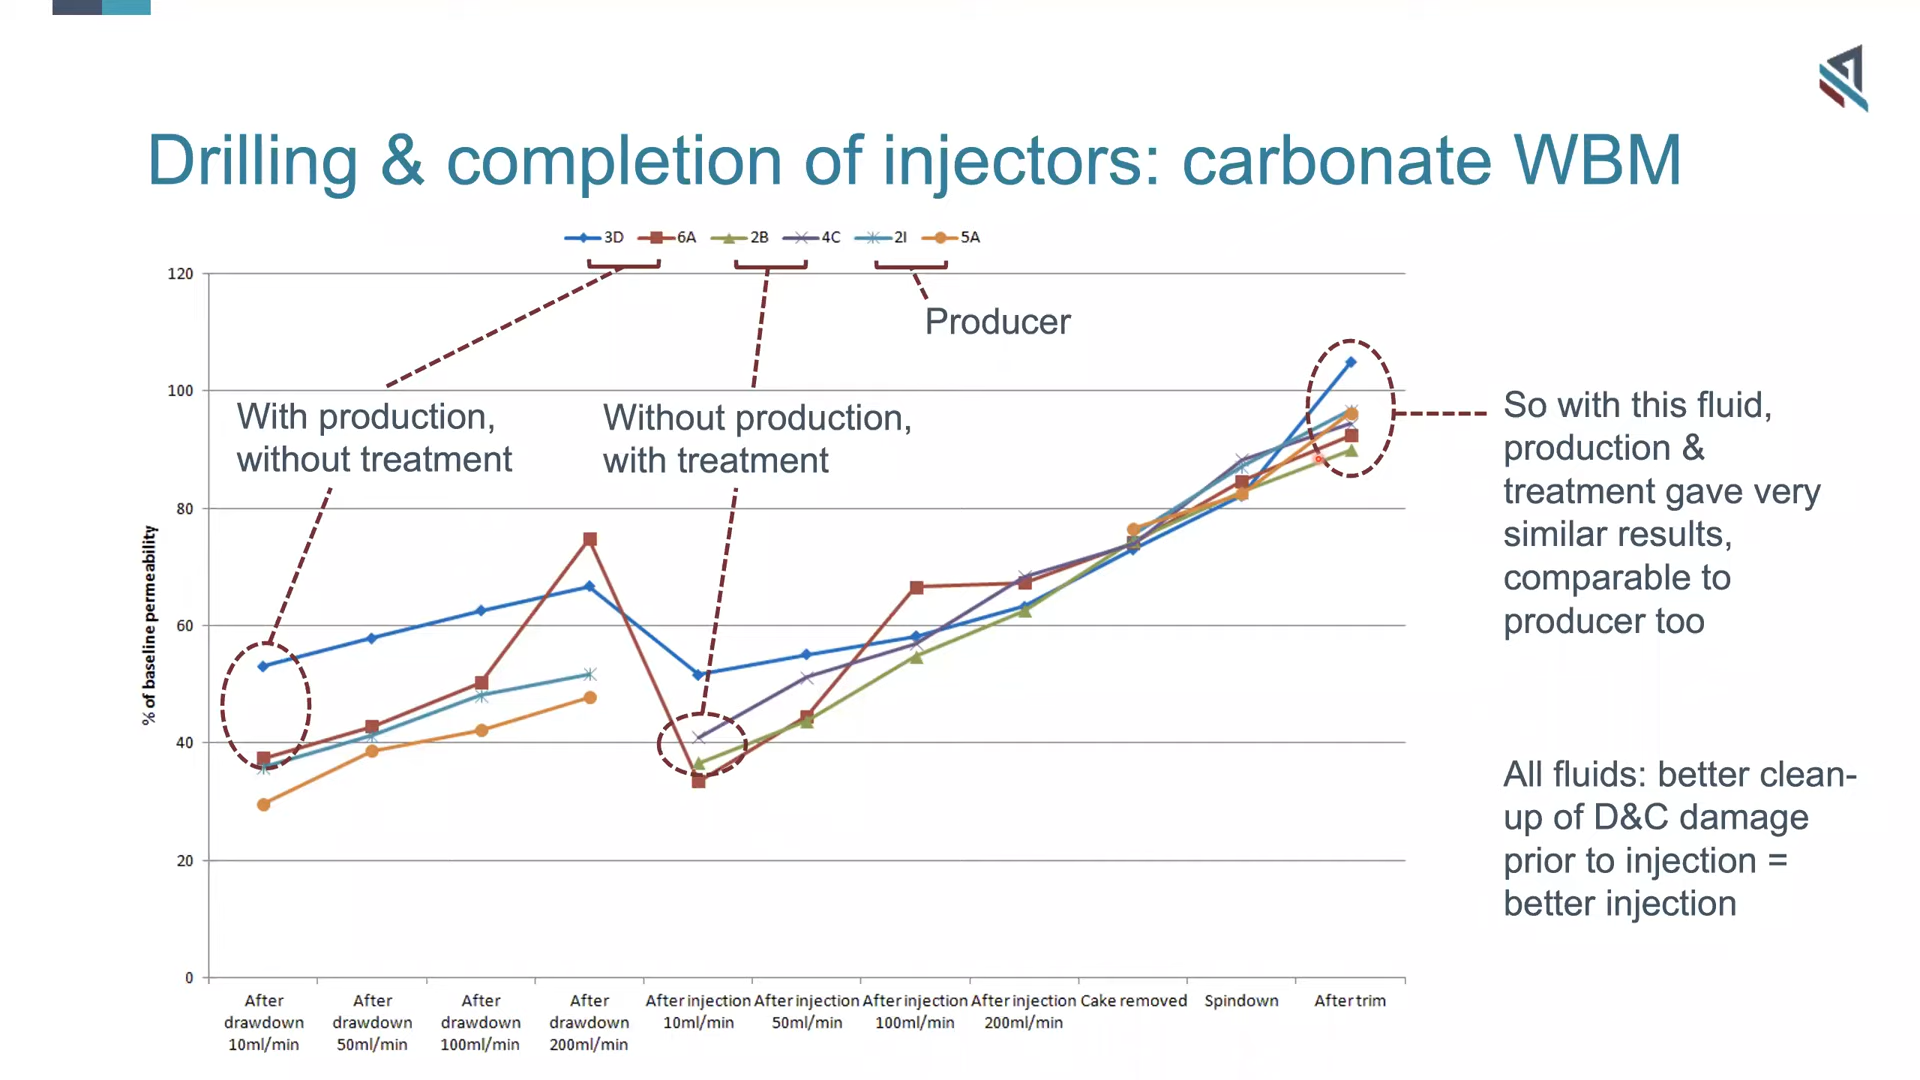 Drilling & completion of injectors: carbonate WBM
3D 6A 2B 4C 2I 5A
Producer
With production,
without treatment
Without production,
with treatment
So with this fluid,
production &
treatment gave very
similar results,
comparable to
producer too
All fluids: better clean-
up of D&C damage
prior to injection =
better injection
% of baseline permeability
120
100
80
60
40
20
0
After
drawdown
10ml/min
After
drawdown
50ml/min
After
drawdown
100ml/min
After
drawdown
200ml/min
After injection
10ml/min
After injection
50ml/min
After injection
100ml/min
After injection
200ml/min
Cake removed
Spindown
After trim